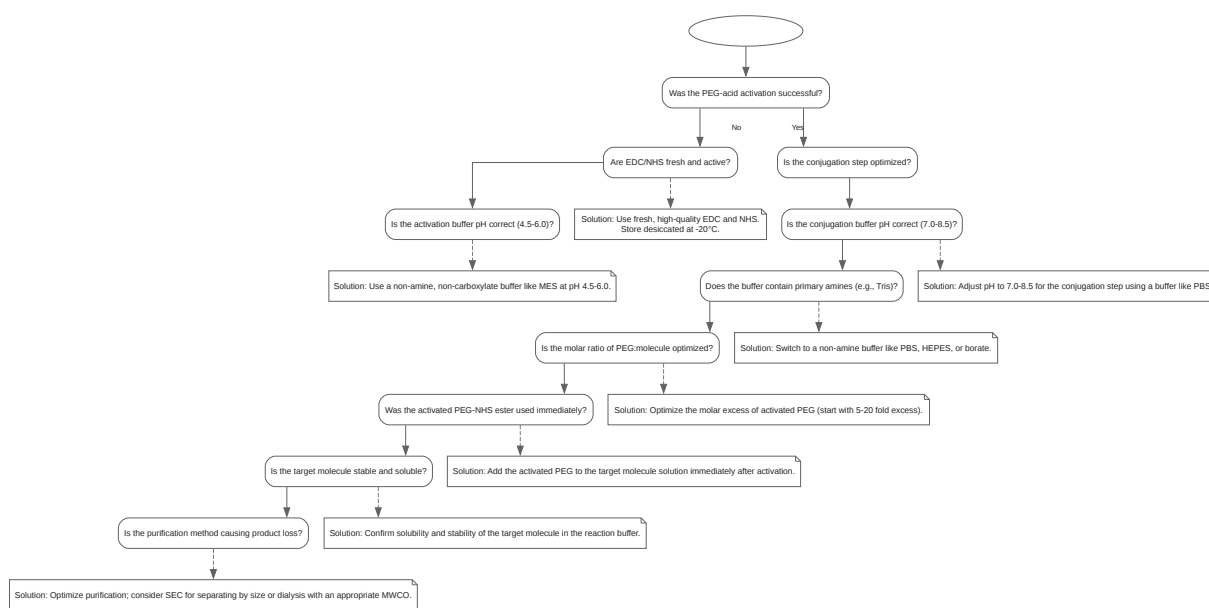 Was the PEG-acid activation successful?
No
Yes
Are EDC/NHS fresh and active?
Is the conjugation step optimized?
Is the activation buffer pH correct (4.5-6.0)?
Solution: Use fresh, high-quality EDC and NHS.
Store desiccated at -20°C.
Is the conjugation buffer pH correct (7.0-8.5)?
Solution: Use a non-amine, non-carboxylate buffer like MES at pH 4.5-6.0.
Does the buffer contain primary amines (e.g., Tris)?
Solution: Adjust pH to 7.0-8.5 for the conjugation step using a buffer like PBS
Is the molar ratio of PEG:molecule optimized?
Solution: Switch to a non-amine buffer like PBS, HEPES, or borate.
Was the activated PEG-NHS ester used immediately?
Solution: Optimize the molar excess of activated PEG (start with 5-20 fold excess).
Is the target molecule stable and soluble?
Solution: Add the activated PEG to the target molecule solution immediately after activation.
Is the purification method causing product loss?
Solution: Confirm solubility and stability of the target molecule in the reaction buffer.
Solution: Optimize purification; consider SEC for separating by size or dialysis with an appropriate MWCO.